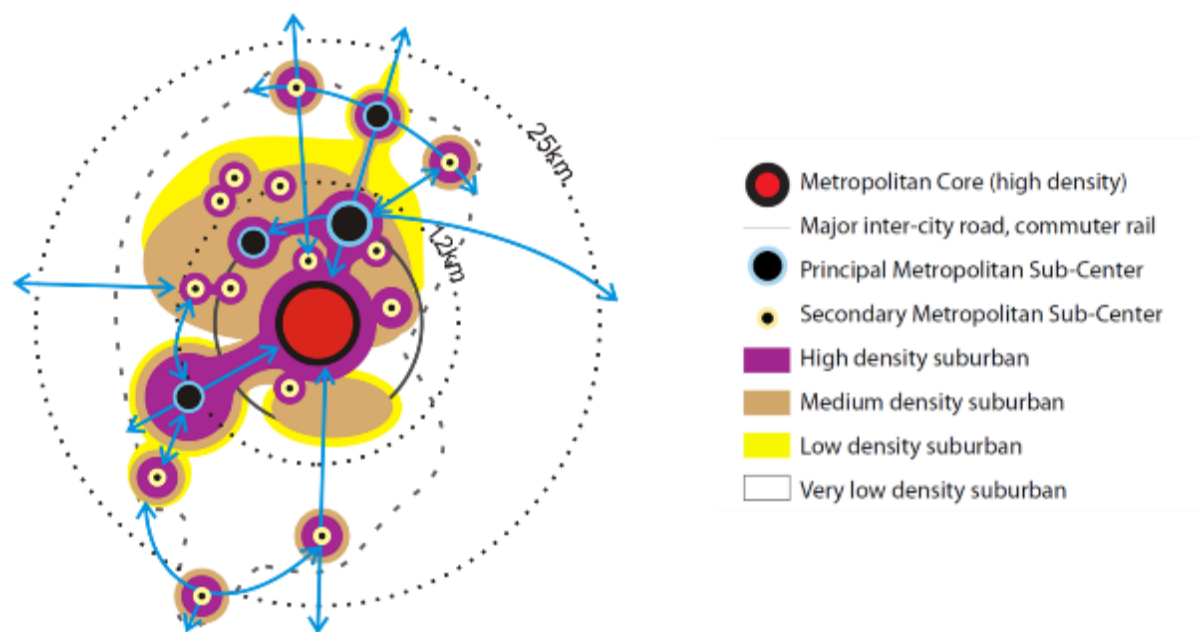 25km
12km
Metropolitan Core (high density)
Major inter-city road, commuter rail
Principal Metropolitan Sub-Center
Secondary Metropolitan Sub-Center
High density suburban
Medium density suburban
Low density suburban
Very low density suburban